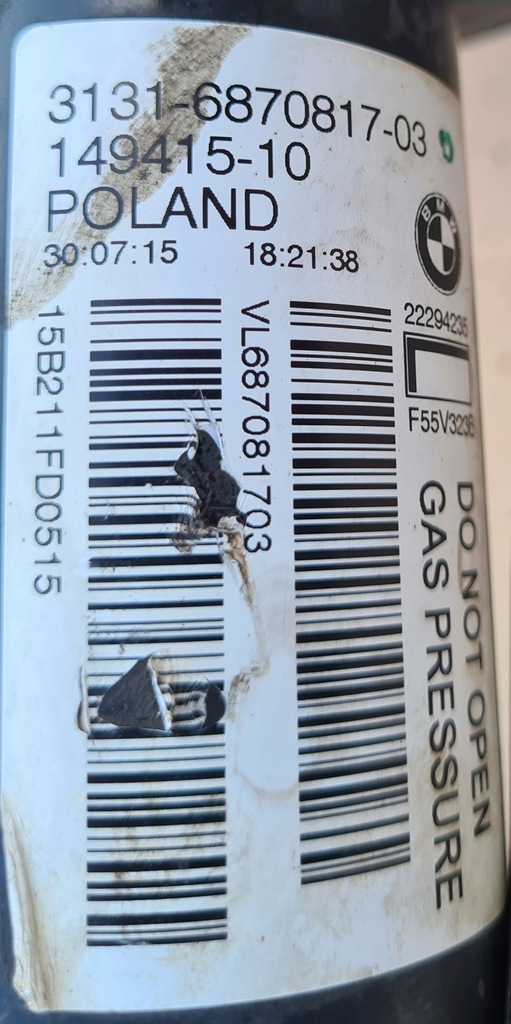 3131-6870817-03
149415-10
POLAND
30:07:15 18:21:38
BMW
22294235
F55V323B
15B211FD0515
VL687081703
DO NOT OPEN
GAS PRESSURE